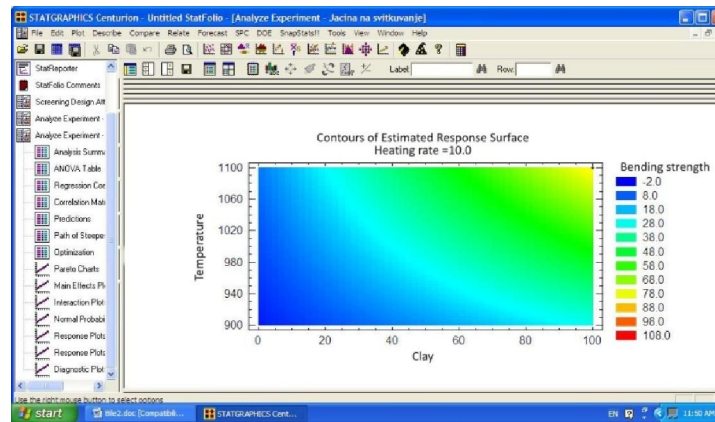 STATGRAPHICS Centurion - Untitled StatFolio - [Analyze Experiment - Jacina na svitkuvanje]
File Edit Plot Describe Compare Relate Forecast SPC DOE SnapStats!! Tools View Window Help
Label:
Row:
StatReporter
StatFolio Comments
Screening Design Att
Analyze Experiment -
Analyze Experiment -
Analysis Summa
ANOVA Table
Regression Coe
Correlation Matr
Predictions
Path of Steepe
Optimization
Pareto Charts
Main Effects Pl
Interaction Plot
Normal Probabi
Response Plots
Response Plots
Diagnostic Plot
Contours of Estimated Response Surface
Heating rate =10.0
Temperature
1100
1060
1020
980
940
900
0 20 40 60 80 100
Clay
Bending strength
-2.0
8.0
18.0
28.0
38.0
48.0
58.0
68.0
78.0
88.0
98.0
108.0
Use the right mouse button to select options
start
[Compatibili...
STATGRAPHICS Cent...
EN
11:50 AM